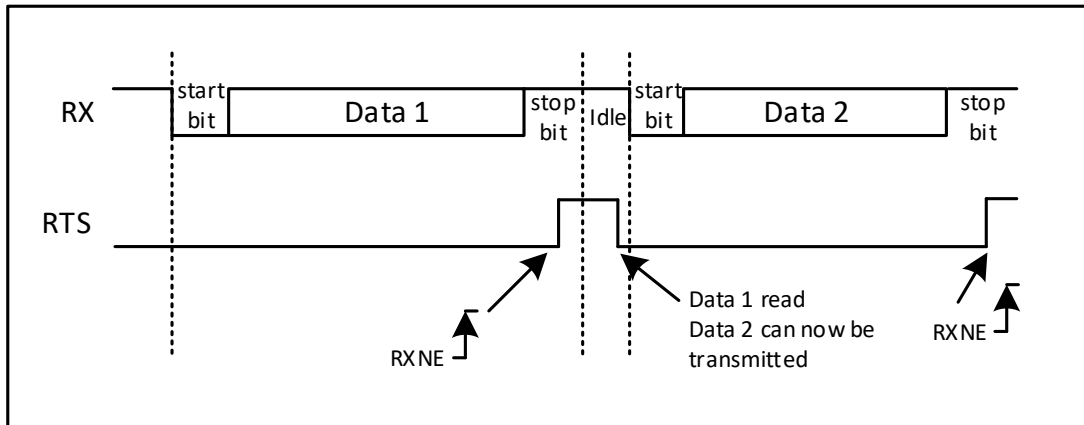 RX
start
bit
Data 1
stop
bit
Idle
start
bit
Data 2
stop
bit
RTS
RXNE
Data 1 read
Data 2 can now be
transmitted
RXNE